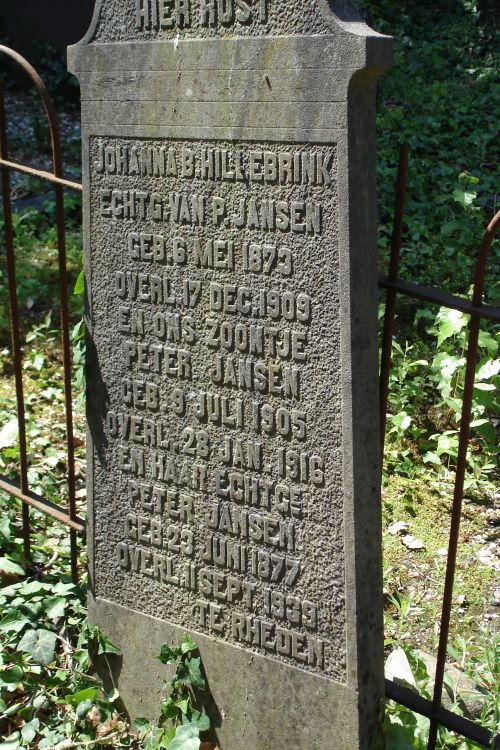 HIER RUST
JOHANNA B. HILLEBRINK
ECHTG. VAN P. JANSEN
GEB. 6 MEI 1873
OVERL. 17 DEC. 1909
EN ONS ZOONTJE
PETER JANSEN
GEB. 9 JULI 1905
OVERL. 28 JAN. 1916
EN HAAR ECHTGE
PETER JANSEN
GEB. 23 JUNI 1877
OVERL. 11 SEPT. 1939
TE RHEDEN